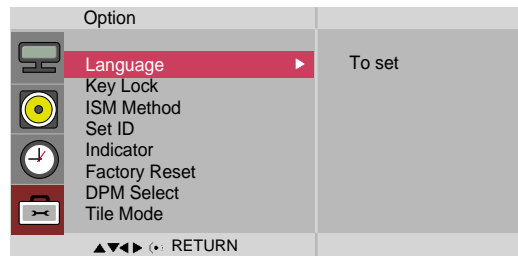 Option
Language ▶ To set
Key Lock
ISM Method
Set ID
Indicator
Factory Reset
DPM Select
Tile Mode
▲▼◀ ▶ RETURN